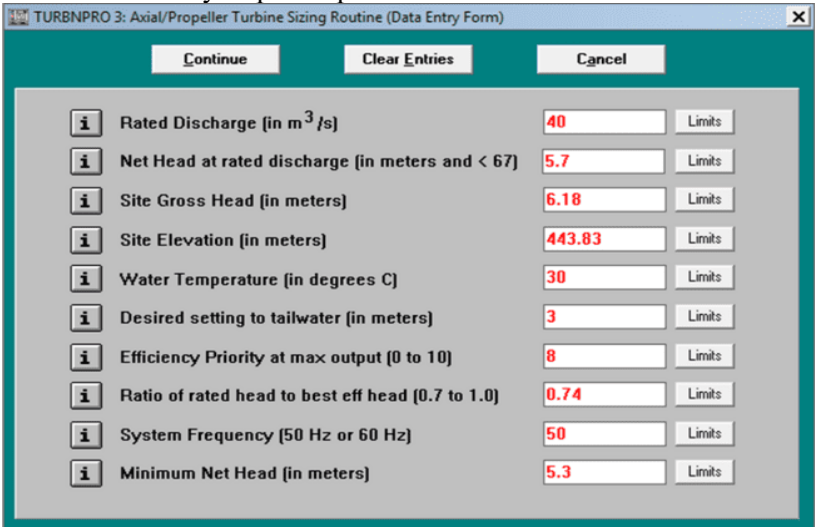 TURBNPRO 3: Axial/Propeller Turbine Sizing Routine (Data Entry Form)
Continue Clear Entries Cancel
i Rated Discharge (in m3/s) 40 Limits
i Net Head at rated discharge (in meters and < 67) 5.7 Limits
i Site Gross Head (in meters) 6.18 Limits
i Site Elevation (in meters) 443.83 Limits
i Water Temperature (in degrees C) 30 Limits
i Desired setting to tailwater (in meters) 3 Limits
i Efficiency Priority at max output (0 to 10) 8 Limits
i Ratio of rated head to best eff head (0.7 to 1.0) 0.74 Limits
i System Frequency (50 Hz or 60 Hz) 50 Limits
i Minimum Net Head (in meters) 5.3 Limits